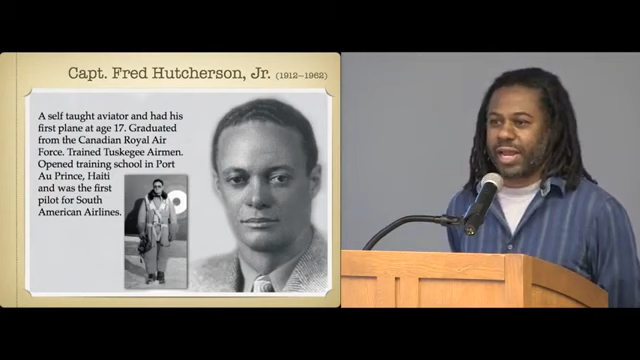 Capt. Fred Hutcherson, Jr. (1912–1962)
A self taught aviator and had his
first plane at age 17. Graduated
from the Canadian Royal Air
Force. Trained Tuskegee Airmen.
Opened training school in Port
Au Prince, Haiti
and was the first
pilot for South
American Airlines.